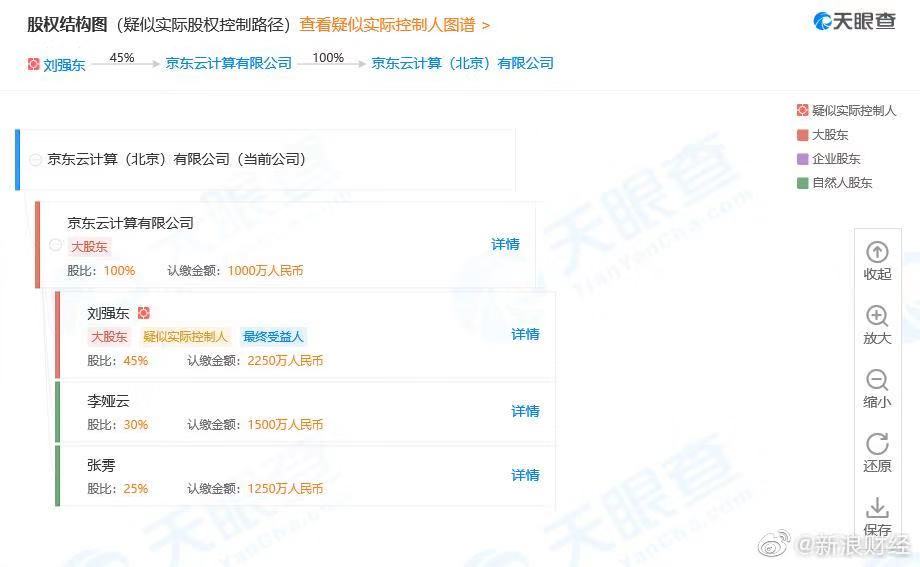 股权结构图（疑似实际股权控制路径）查看疑似实际控制人图谱 >
天眼查
刘强东 45% 京东云计算有限公司 100% 京东云计算（北京）有限公司
疑似实际控制人
大股东
企业股东
自然人股东
京东云计算（北京）有限公司（当前公司）
京东云计算有限公司
大股东
详情
股比：100% 认缴金额：1000万人民币
刘强东
大股东 疑似实际控制人 最终受益人
详情
股比：45% 认缴金额：2250万人民币
李娅云
详情
股比：30% 认缴金额：1500万人民币
张雱
详情
股比：25% 认缴金额：1250万人民币
收起
放大
缩小
还原
保存
天眼查
TianYanCha.com
@新浪财经